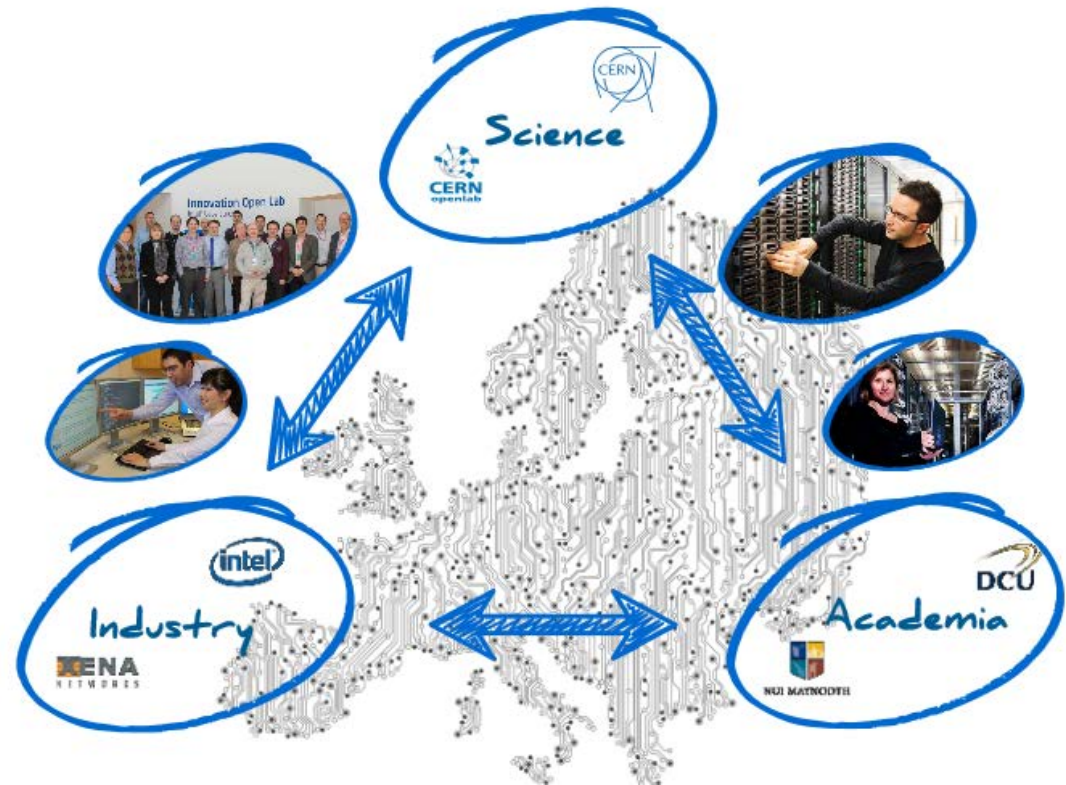 CERN
Science
CERN
openlab
Innovation Open Lab
intel
Industry
XENA
NETWORKS
DCU
Academia
NUI MAYNOOTH